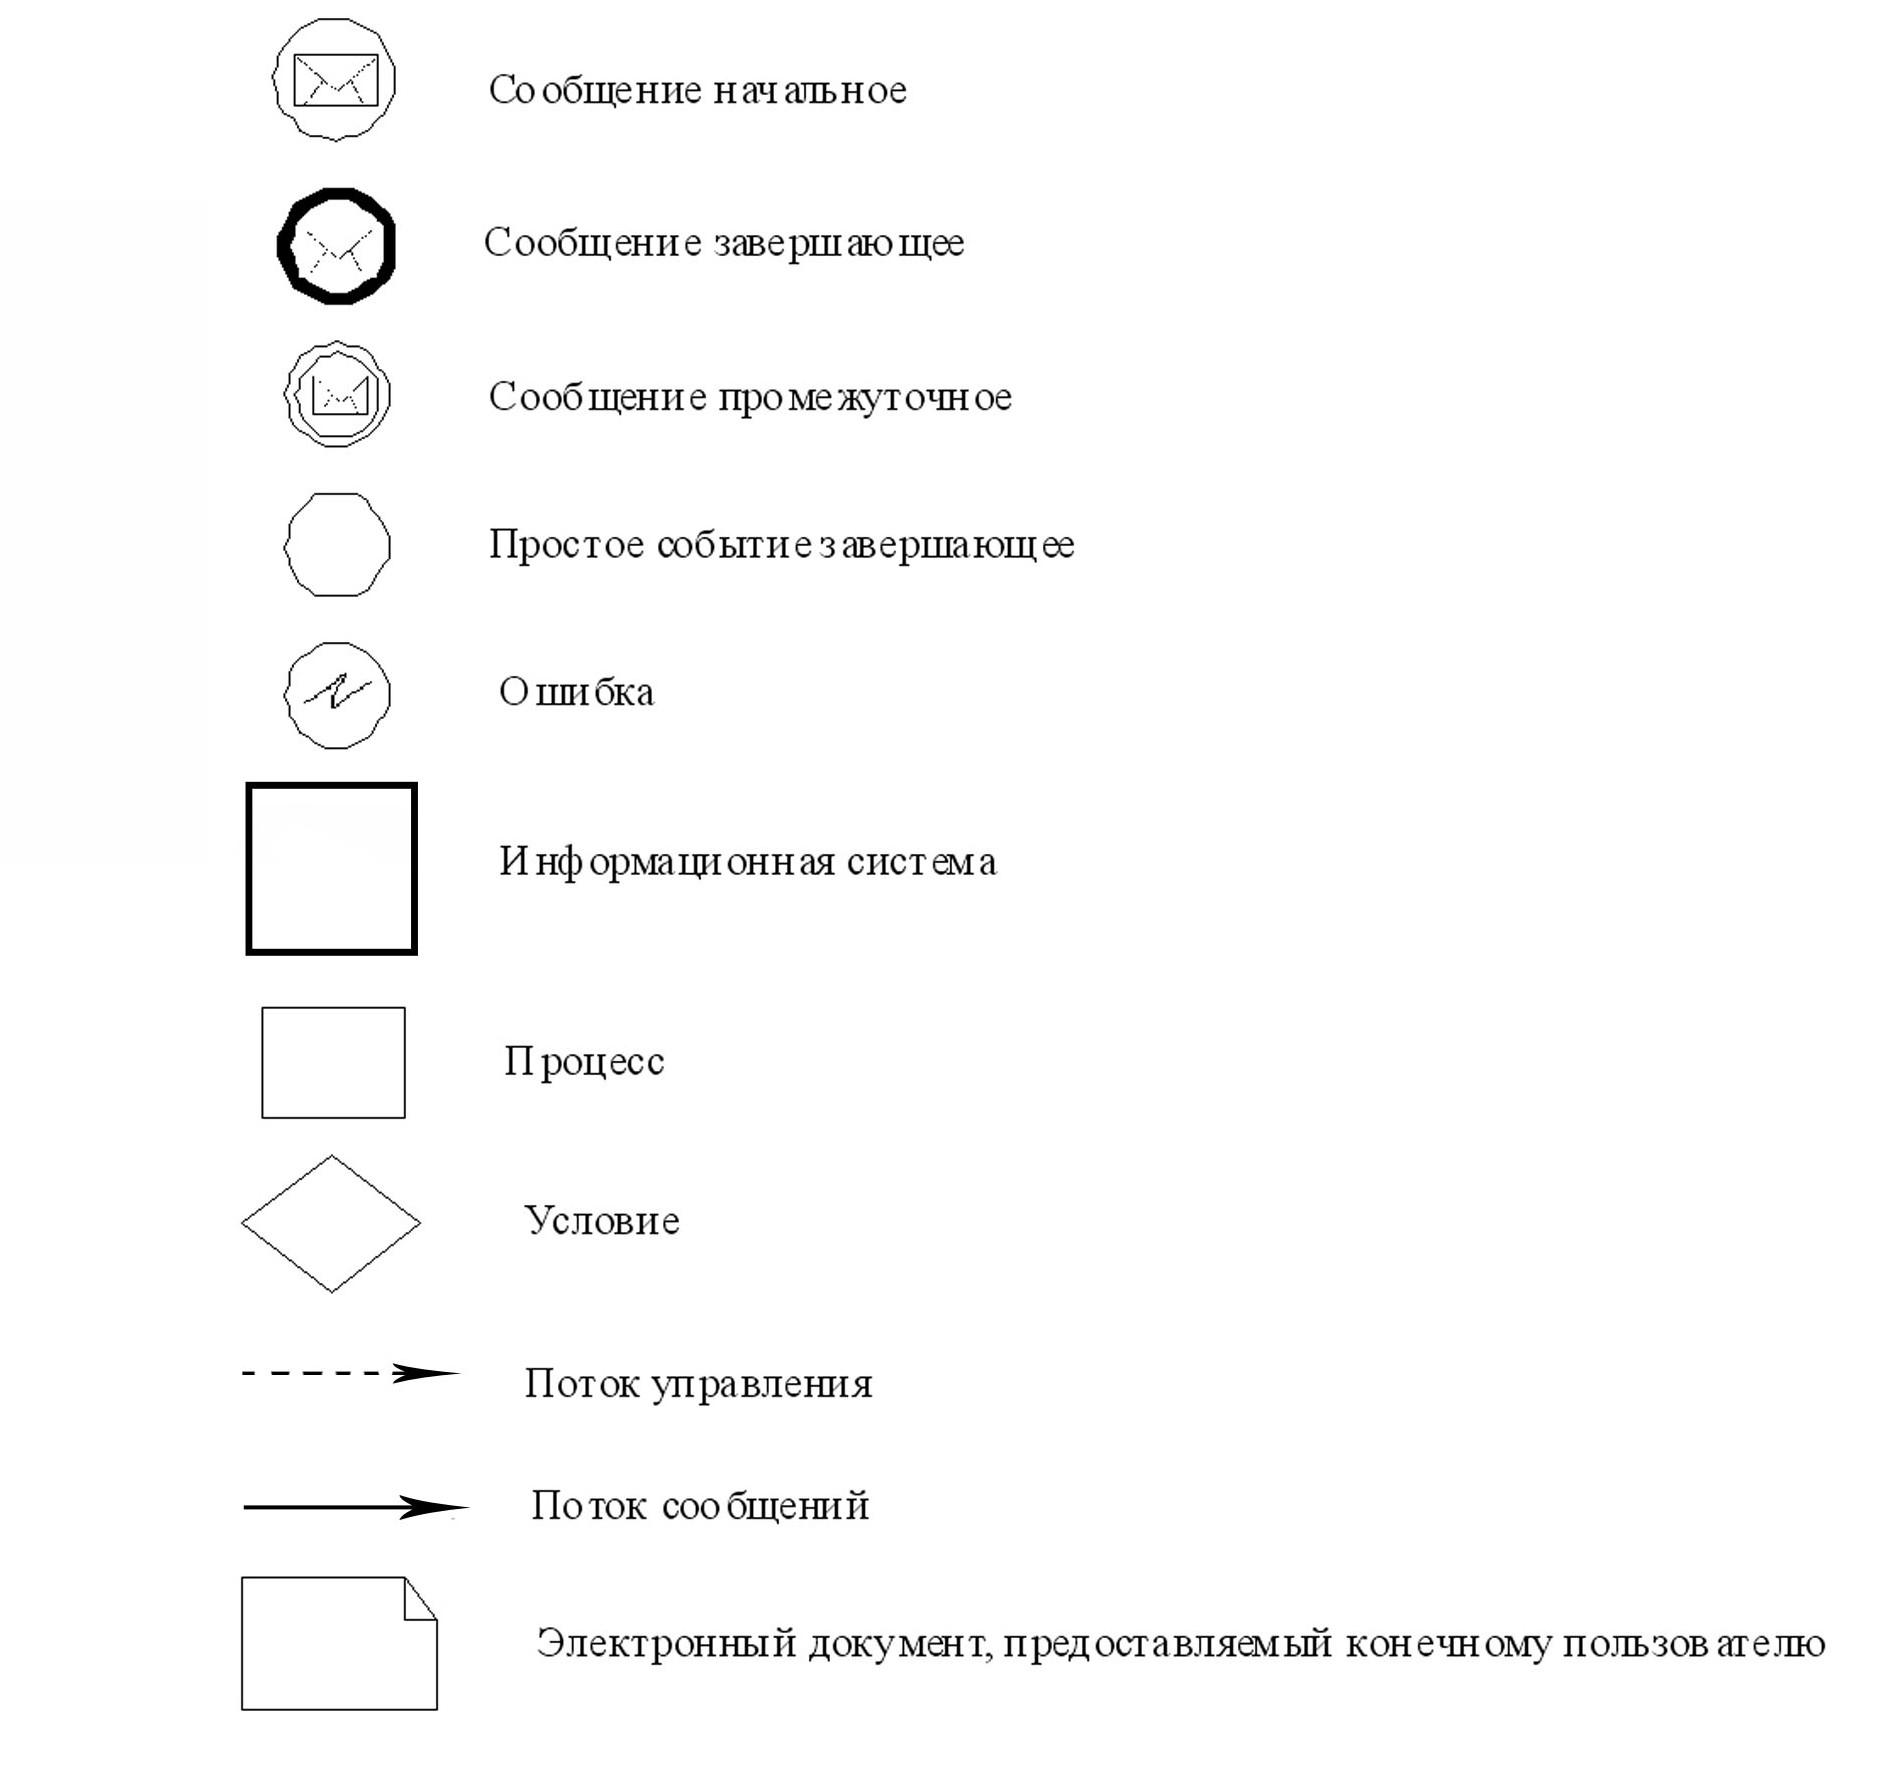 Сообщение начальное
Сообщение завершающее
Сообщение промежуточное
Простое событие завершающее
Ошибка
Информационная система
Процесс
Условие
Поток управления
Поток сообщений
Электронный документ, предоставляемый конечному пользователю